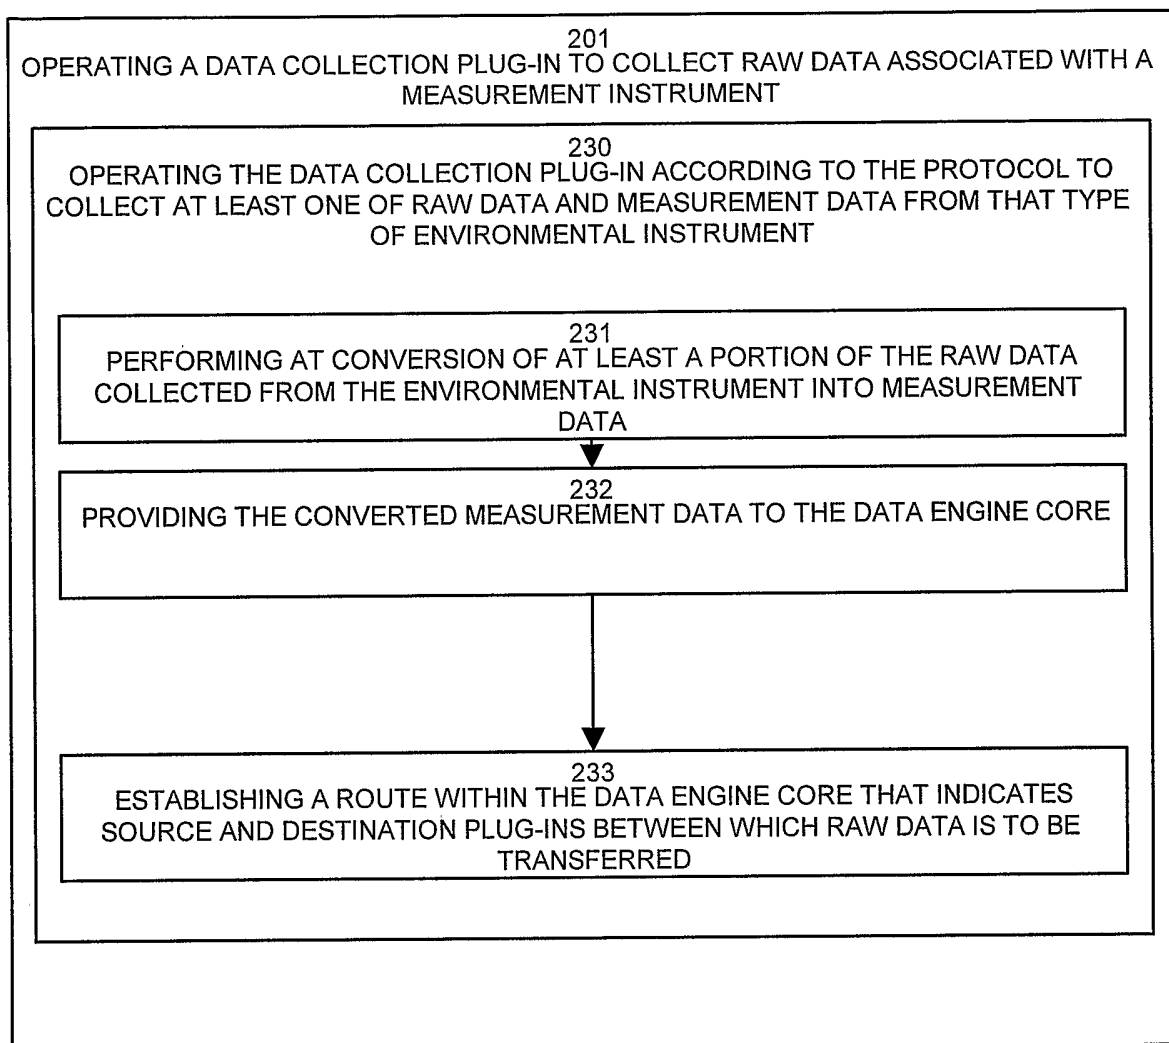 201
OPERATING A DATA COLLECTION PLUG-IN TO COLLECT RAW DATA ASSOCIATED WITH A
MEASUREMENT INSTRUMENT
230
OPERATING THE DATA COLLECTION PLUG-IN ACCORDING TO THE PROTOCOL TO
COLLECT AT LEAST ONE OF RAW DATA AND MEASUREMENT DATA FROM THAT TYPE
OF ENVIRONMENTAL INSTRUMENT
231
PERFORMING AT CONVERSION OF AT LEAST A PORTION OF THE RAW DATA
COLLECTED FROM THE ENVIRONMENTAL INSTRUMENT INTO MEASUREMENT
DATA
232
PROVIDING THE CONVERTED MEASUREMENT DATA TO THE DATA ENGINE CORE
233
ESTABLISHING A ROUTE WITHIN THE DATA ENGINE CORE THAT INDICATES
SOURCE AND DESTINATION PLUG-INS BETWEEN WHICH RAW DATA IS TO BE
TRANSFERRED